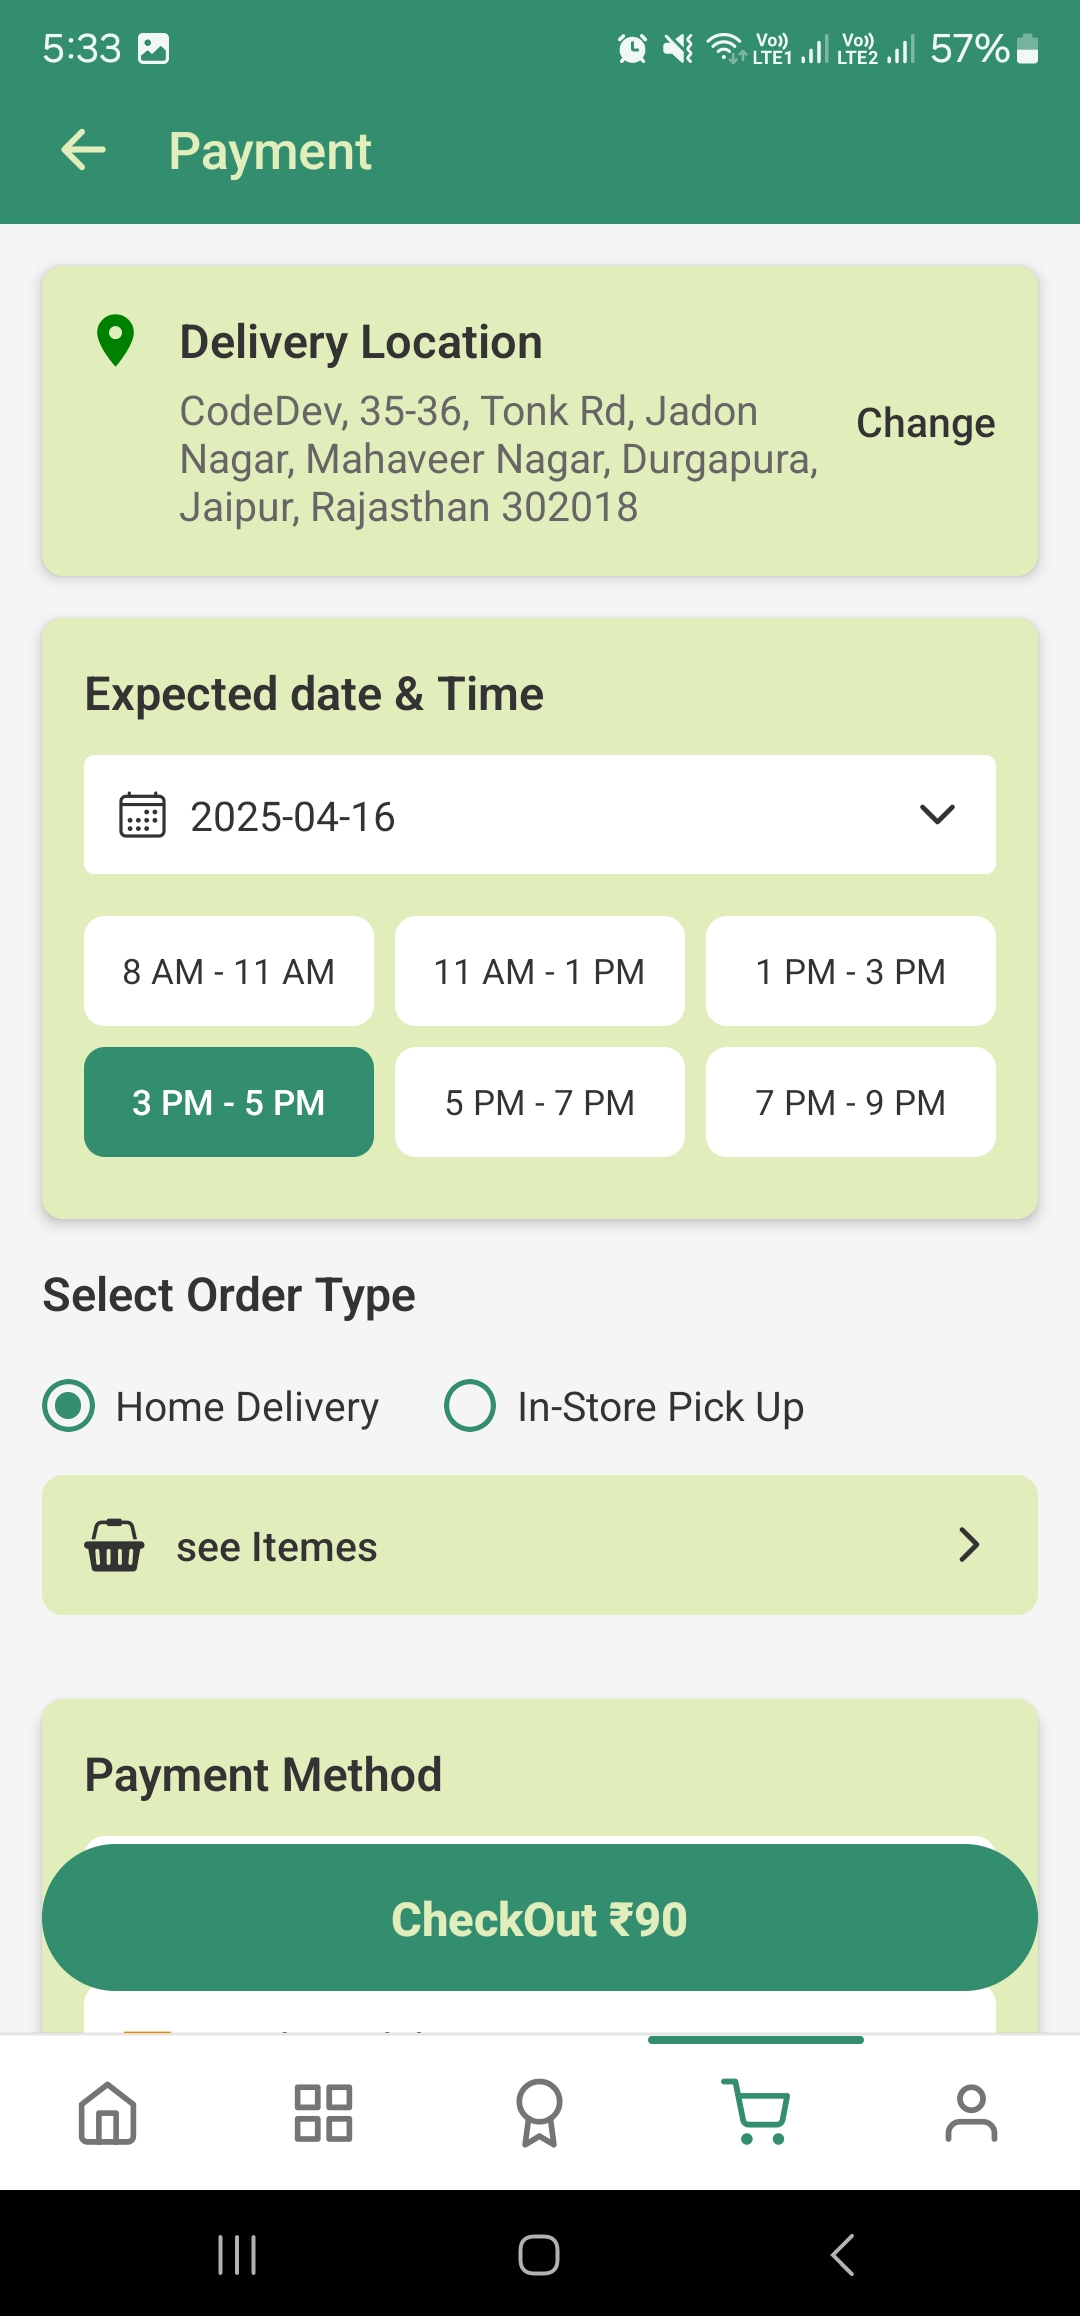 5:33
Vo)) LTE1 Vo)) LTE2 57%
Payment
Delivery Location
CodeDev, 35-36, Tonk Rd, Jadon
Nagar, Mahaveer Nagar, Durgapura,
Jaipur, Rajasthan 302018
Change
Expected date & Time
2025-04-16
8 AM - 11 AM
11 AM - 1 PM
1 PM - 3 PM
3 PM - 5 PM
5 PM - 7 PM
7 PM - 9 PM
Select Order Type
Home Delivery
In-Store Pick Up
see Itemes
Payment Method
CheckOut ₹90